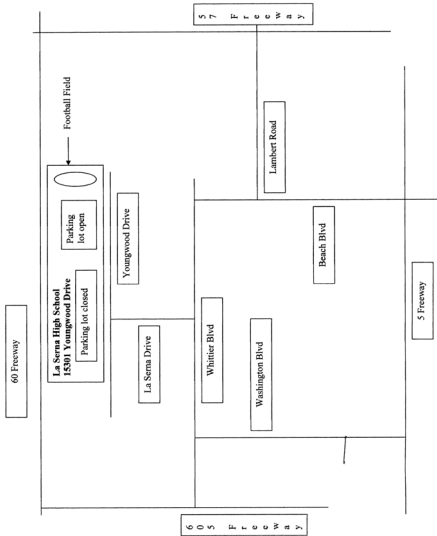 60 Freeway
La Serna High School
15301 Youngwood Drive
Parking lot closed
Parking
lot open
Football Field
La Serna Drive
Youngwood Drive
Whittier Blvd
Washington Blvd
Lambert Road
Beach Blvd
5 Freeway
605 Freeway
57 Freeway